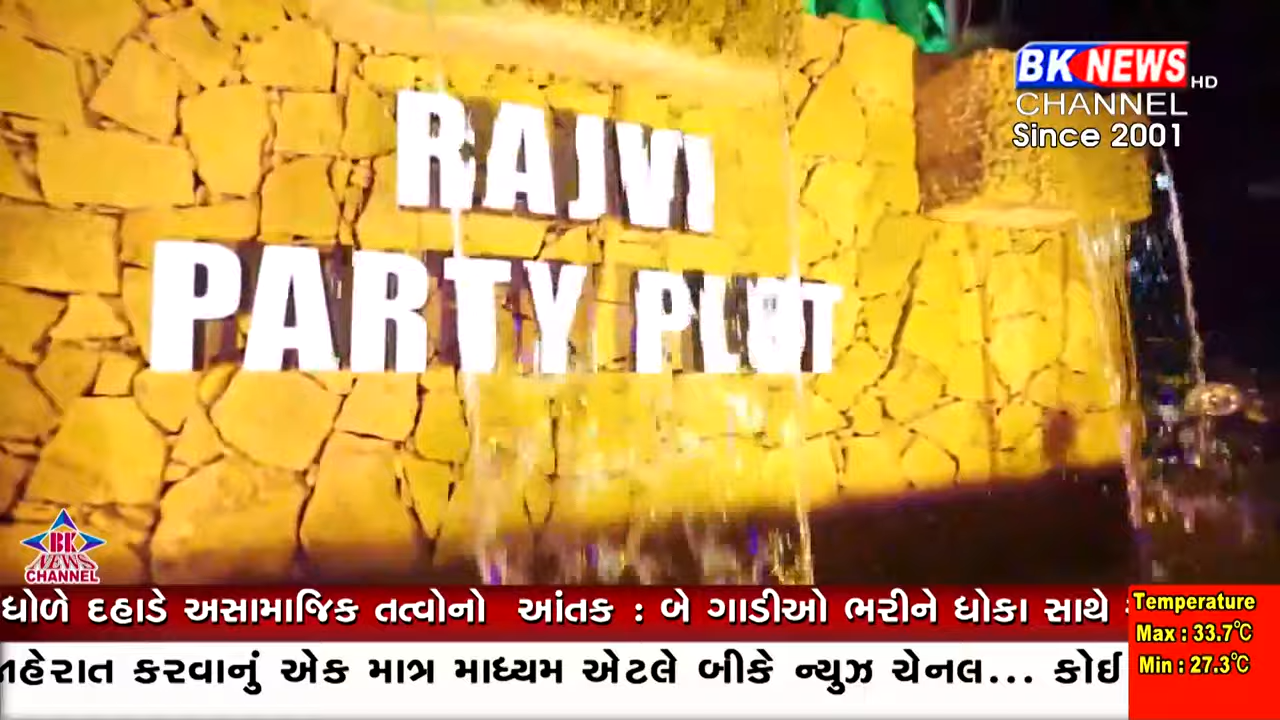 RAJVI
PARTY PLOT
BK NEWS HD
CHANNEL
Since 2001
BK
NEWS
CHANNEL
ધોળે દહાડે અસામાજિક તત્વોનો આંતક : બે ગાડીઓ ભરીને ધોકા સાથે
કરવાનું એક માત્ર માધ્યમ એટલે બીકે ન્યુઝ ચેનલ... કોઈ
Temperature
Max : 33.7℃
Min : 27.3℃